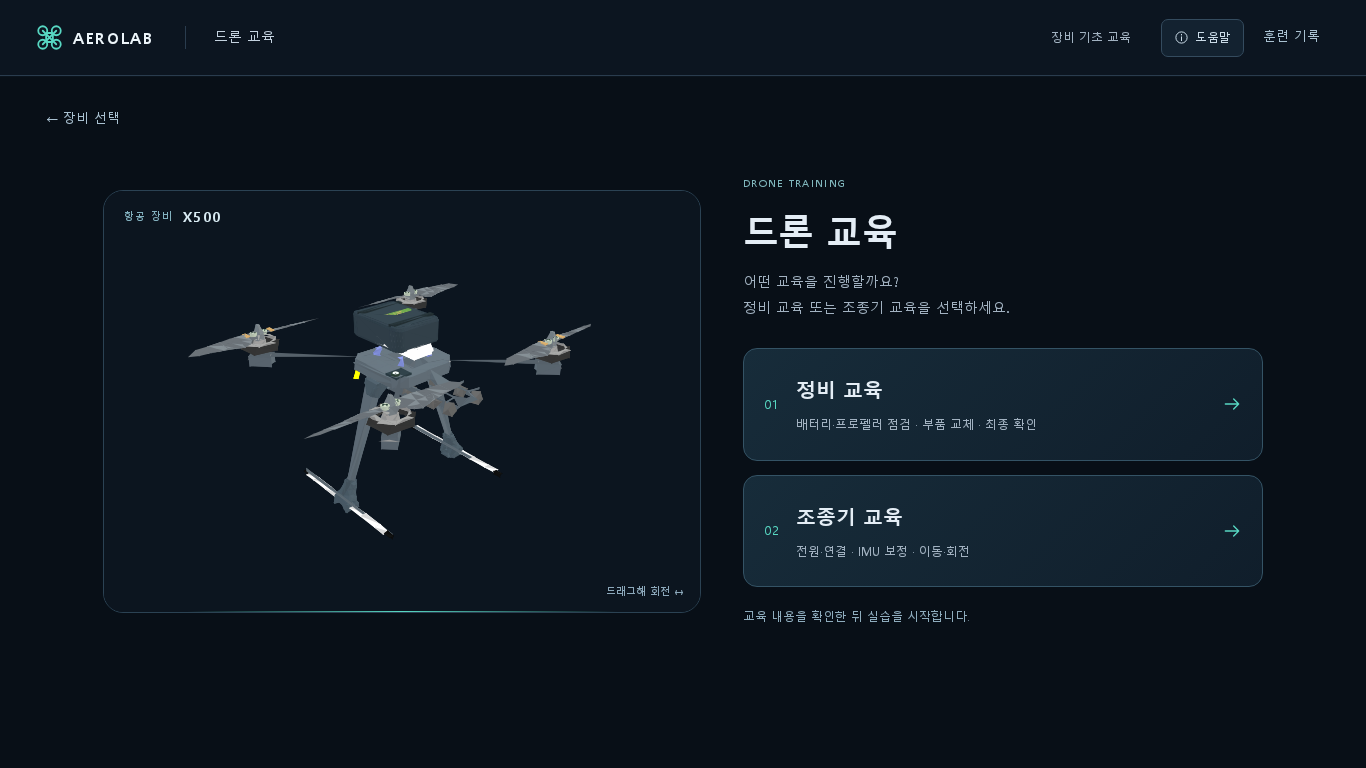 AEROLAB
드론 교육
장비 기초 교육
도움말
훈련 기록
← 장비 선택
항공 장비 X500
드래그해 회전 ↔
DRONE TRAINING
드론 교육
어떤 교육을 진행할까요?
정비 교육 또는 조종기 교육을 선택하세요.
01
정비 교육
배터리·프로펠러 점검 · 부품 교체 · 최종 확인
→
02
조종기 교육
전원·연결 · IMU 보정 · 이동·회전
→
교육 내용을 확인한 뒤 실습을 시작합니다.